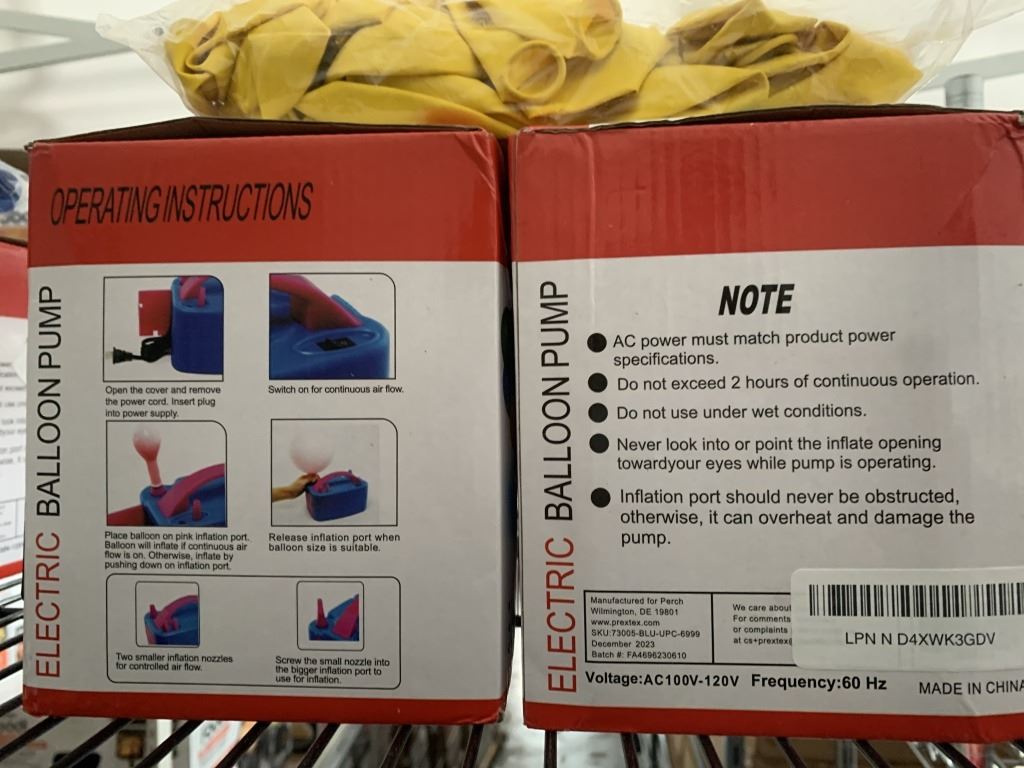 OPERATING INSTRUCTIONS
ELECTRIC BALLOON PUMP
Open the cover and remove
the power cord. Insert plug
into power supply.
Switch on for continuous air flow.
Place balloon on pink inflation port.
Balloon will inflate if continuous air
flow is on. Otherwise, inflate by
pushing down on inflation port.
Release inflation port when
balloon size is suitable.
Two smaller inflation nozzles
for controlled air flow.
Screw the small nozzle into
the bigger inflation port to
use for inflation.
ELECTRIC BALLOON PUMP
NOTE
AC power must match product power
specifications.
Do not exceed 2 hours of continuous operation.
Do not use under wet conditions.
Never look into or point the inflate opening
towardyour eyes while pump is operating.
Inflation port should never be obstructed,
otherwise, it can overheat and damage the
pump.
Manufactured for Perch
Wilmington, DE 19801
www.prextex.com
SKU:73005-BLU-UPC-6999
December 2023
Batch #: FA4696230610
We care about
For comments
or complaints
at cs+prextex
LPN N D4XWK3GDV
Voltage:AC100V-120V Frequency:60 Hz
MADE IN CHINA